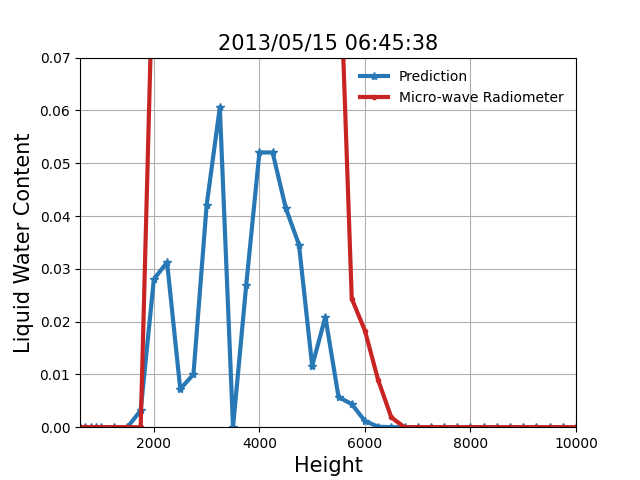 2013/05/15 06:45:38
Prediction
Micro-wave Radiometer
Liquid Water Content
0.07
0.06
0.05
0.04
0.03
0.02
0.01
0.00
2000 4000 6000 8000 10000
Height